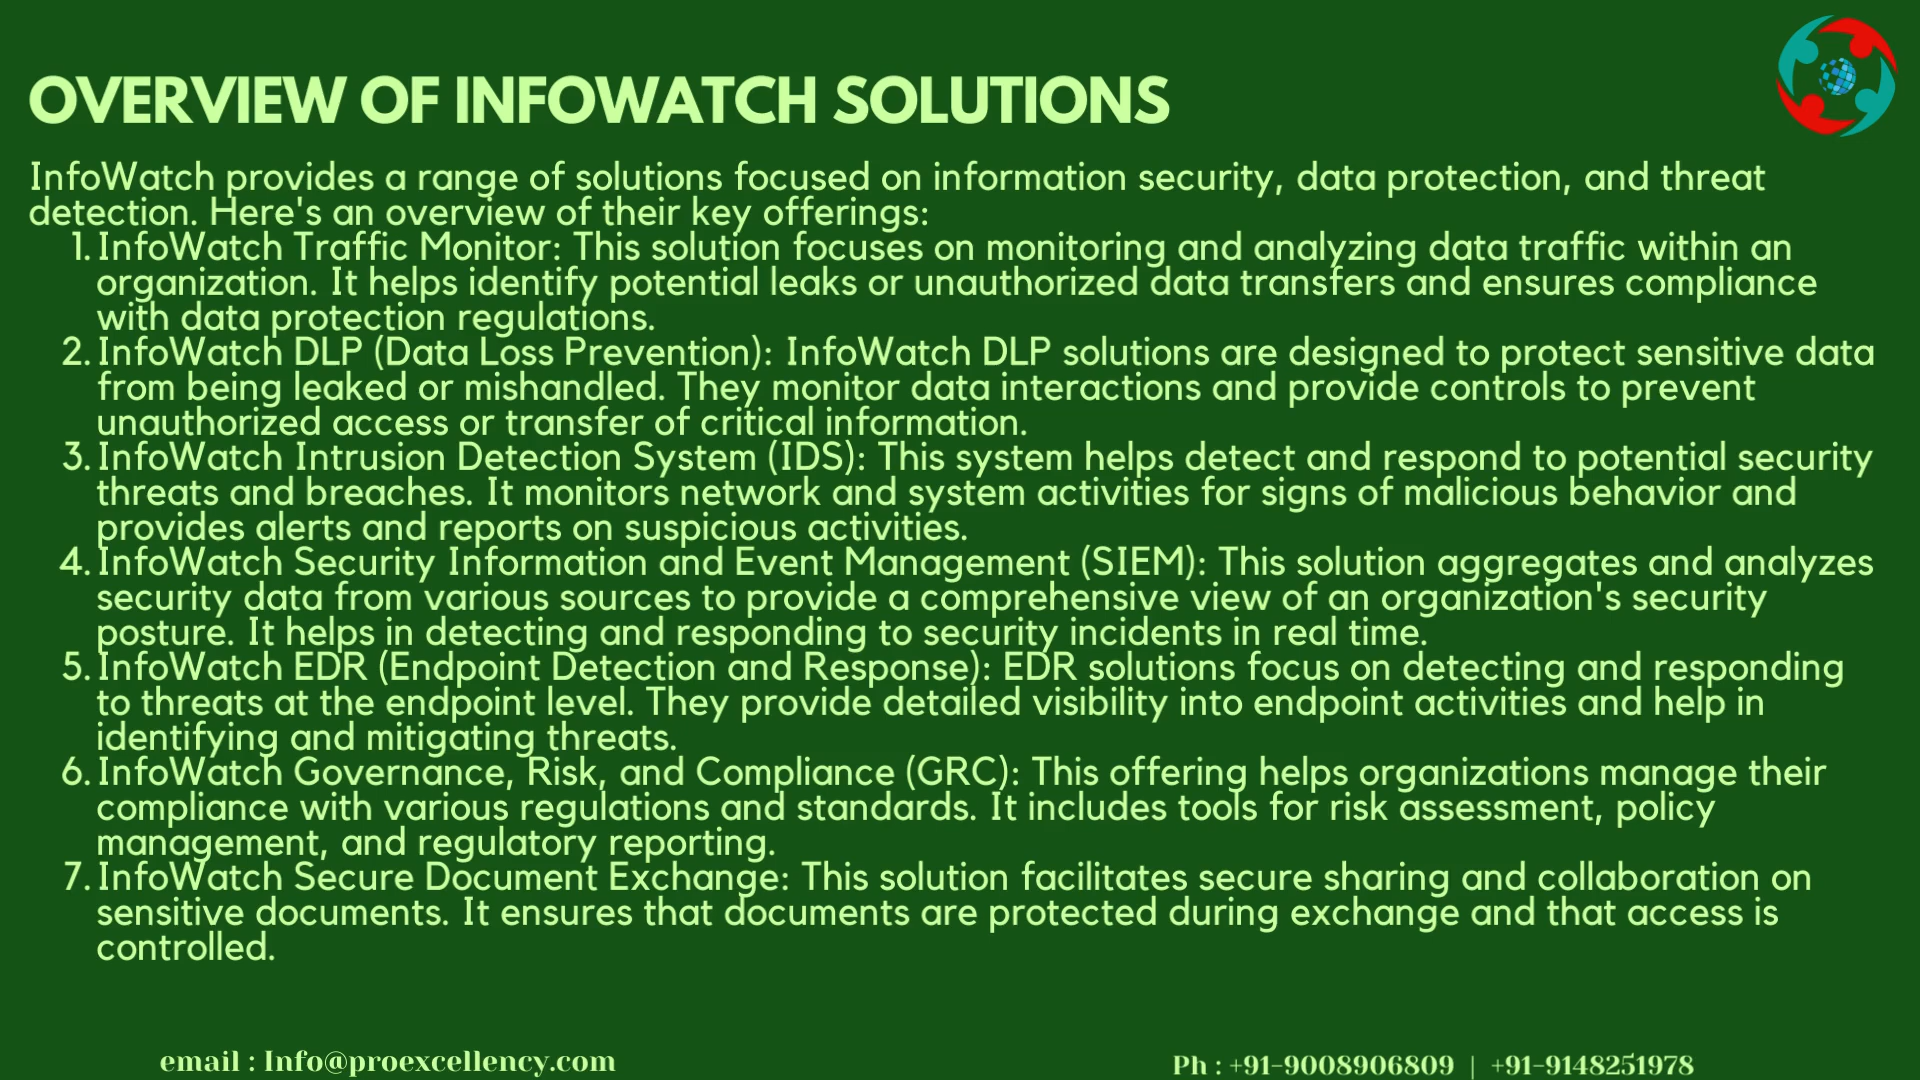 OVERVIEW OF INFOWATCH SOLUTIONS
InfoWatch provides a range of solutions focused on information security, data protection, and threat
detection. Here's an overview of their key offerings:
1. InfoWatch Traffic Monitor: This solution focuses on monitoring and analyzing data traffic within an
organization. It helps identify potential leaks or unauthorized data transfers and ensures compliance
with data protection regulations.
2. InfoWatch DLP (Data Loss Prevention): InfoWatch DLP solutions are designed to protect sensitive data
from being leaked or mishandled. They monitor data interactions and provide controls to prevent
unauthorized access or transfer of critical information.
3. InfoWatch Intrusion Detection System (IDS): This system helps detect and respond to potential security
threats and breaches. It monitors network and system activities for signs of malicious behavior and
provides alerts and reports on suspicious activities.
4. InfoWatch Security Information and Event Management (SIEM): This solution aggregates and analyzes
security data from various sources to provide a comprehensive view of an organization's security
posture. It helps in detecting and responding to security incidents in real time.
5. InfoWatch EDR (Endpoint Detection and Response): EDR solutions focus on detecting and responding
to threats at the endpoint level. They provide detailed visibility into endpoint activities and help in
identifying and mitigating threats.
6. InfoWatch Governance, Risk, and Compliance (GRC): This offering helps organizations manage their
compliance with various regulations and standards. It includes tools for risk assessment, policy
management, and regulatory reporting.
7. InfoWatch Secure Document Exchange: This solution facilitates secure sharing and collaboration on
sensitive documents. It ensures that documents are protected during exchange and that access is
controlled.
email : Info@proexcellency.com
Ph : +91-9008906809 | +91-9148251978